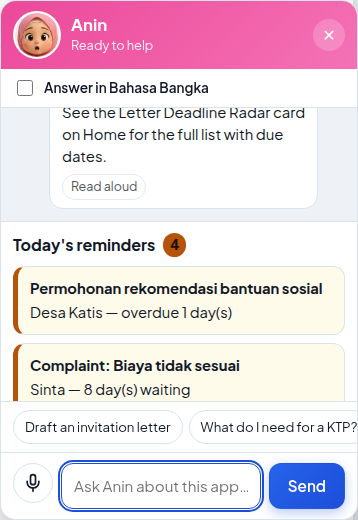 Anin
Ready to help
Answer in Bahasa Bangka
See the Letter Deadline Radar card
on Home for the full list with due
dates.
Read aloud
Today's reminders 4
Permohonan rekomendasi bantuan sosial
Desa Katis — overdue 1 day(s)
Complaint: Biaya tidak sesuai
Sinta — 8 day(s) waiting
Draft an invitation letter
What do I need for a KTP?
Ask Anin about this app...
Send